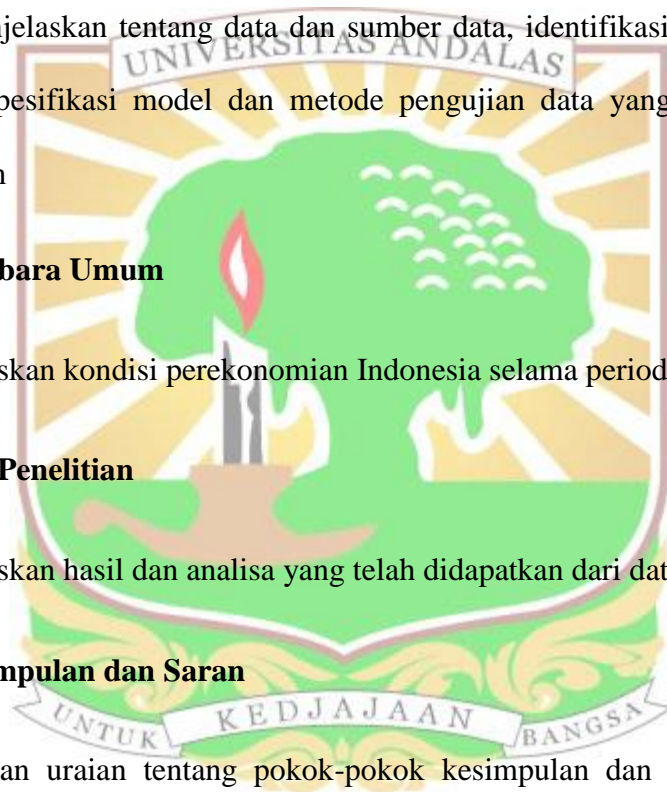 njelaskan tentang data dan sumber data, identifikasi
UNIVERSITAS ANDALAS
pesifikasi model dan metode pengujian data yang
n
bara Umum
skan kondisi perekonomian Indonesia selama period
Penelitian
skan hasil dan analisa yang telah didapatkan dari dat
mpulan dan Saran
UNTUK KEDJAJAAN BANGSA
an uraian tentang pokok-pokok kesimpulan dan